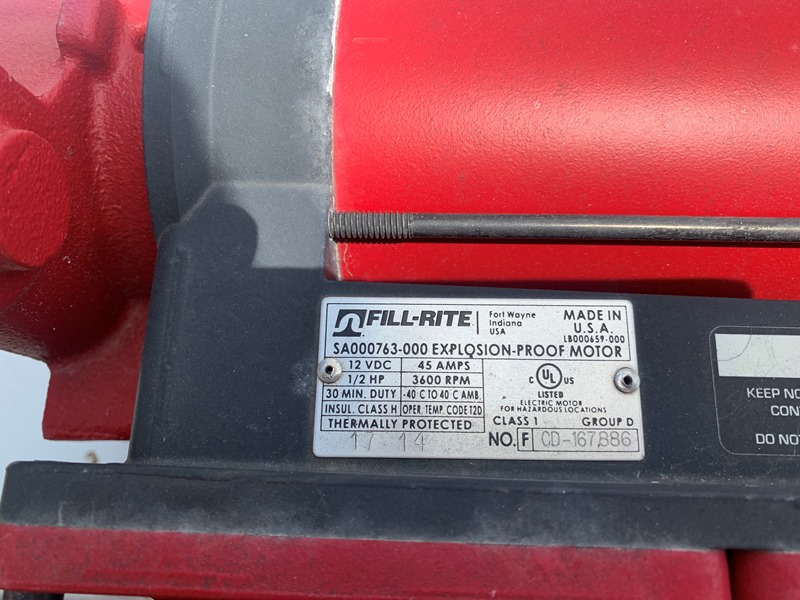 FILL-RITE
Fort Wayne
Indiana
USA
MADE IN
U.S.A.
LB000659-000
SA000763-000 EXPLOSION-PROOF MOTOR
12 VDC 45 AMPS
1/2 HP 3600 RPM
30 MIN. DUTY -40 C TO 40 C AMB.
INSUL. CLASS H OPER. TEMP. CODE T2D
THERMALLY PROTECTED
17 14
C UL US
LISTED
ELECTRIC MOTOR
FOR HAZARDOUS LOCATIONS
CLASS 1 GROUP D
NO. F CD-167886
KEEP NO
CON
DO NOT